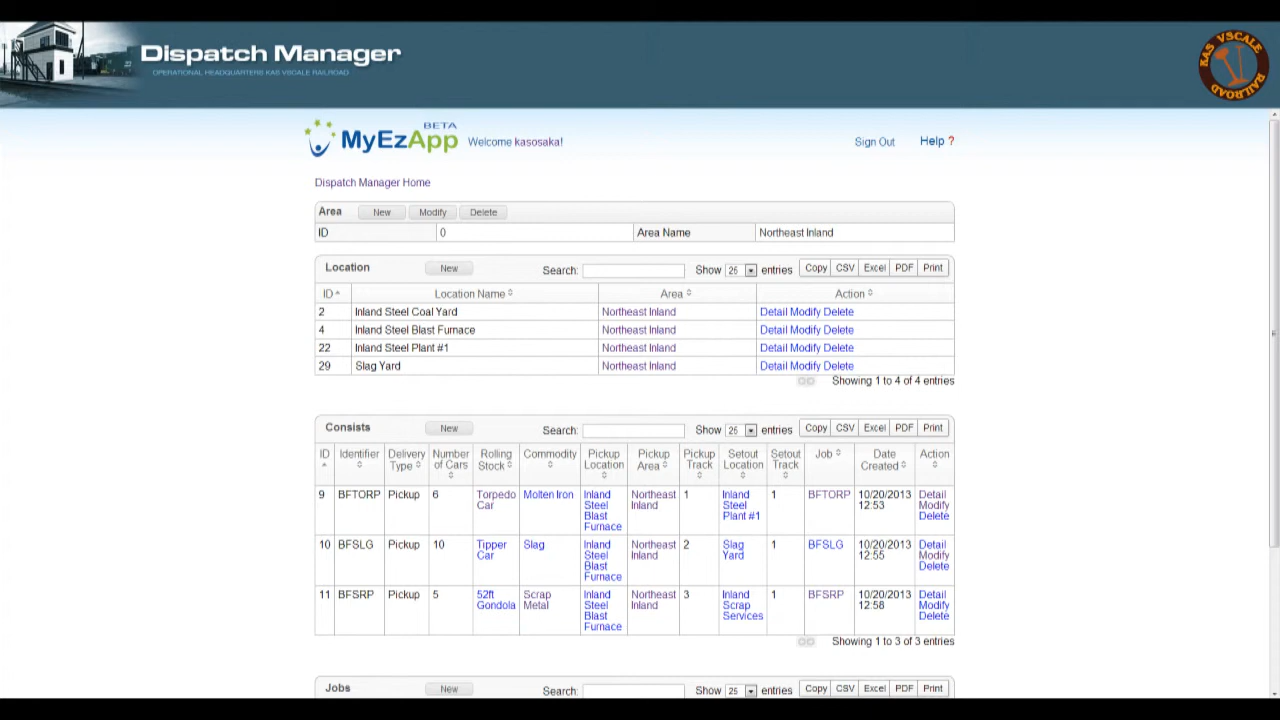 Dispatch Manager
OPERATIONAL HEADQUARTERS KAS VSCALE RAILROAD
KAS VSCALE
RAILROAD
BETA
MyEzApp Welcome kasosaka! Sign Out Help ?
Dispatch Manager Home
Area New Modify Delete
ID 0 Area Name Northeast Inland
Location New Search: Show 25 entries Copy CSV Excel PDF Print
ID Location Name Area Action
2 Inland Steel Coal Yard Northeast Inland Detail Modify Delete
4 Inland Steel Blast Furnace Northeast Inland Detail Modify Delete
22 Inland Steel Plant #1 Northeast Inland Detail Modify Delete
29 Slag Yard Northeast Inland Detail Modify Delete
Showing 1 to 4 of 4 entries
Consists New Search: Show 25 entries Copy CSV Excel PDF Print
ID Identifier Delivery Number Rolling Commodity Pickup Pickup Pickup Setout Setout Job Date Action
Type of Cars Stock Location Area Track Location Track Created
9 BFTORP Pickup 6 Torpedo Molten Iron Inland Northeast 1 Inland 1 BFTORP 10/20/2013 Detail
Car Steel Inland Steel 12:53 Modify
Blast Plant #1 Delete
Furnace
10 BFSLG Pickup 10 Tipper Slag Inland Northeast 2 Slag 1 BFSLG 10/20/2013 Detail
Car Steel Inland Yard 12:55 Modify
Blast Delete
Furnace
11 BFSRP Pickup 5 52ft Scrap Inland Northeast 3 Inland 1 BFSRP 10/20/2013 Detail
Gondola Metal Steel Inland Scrap 12:58 Modify
Blast Services Delete
Furnace
Showing 1 to 3 of 3 entries
Jobs New Search: Show 25 entries Copy CSV Excel PDF Print